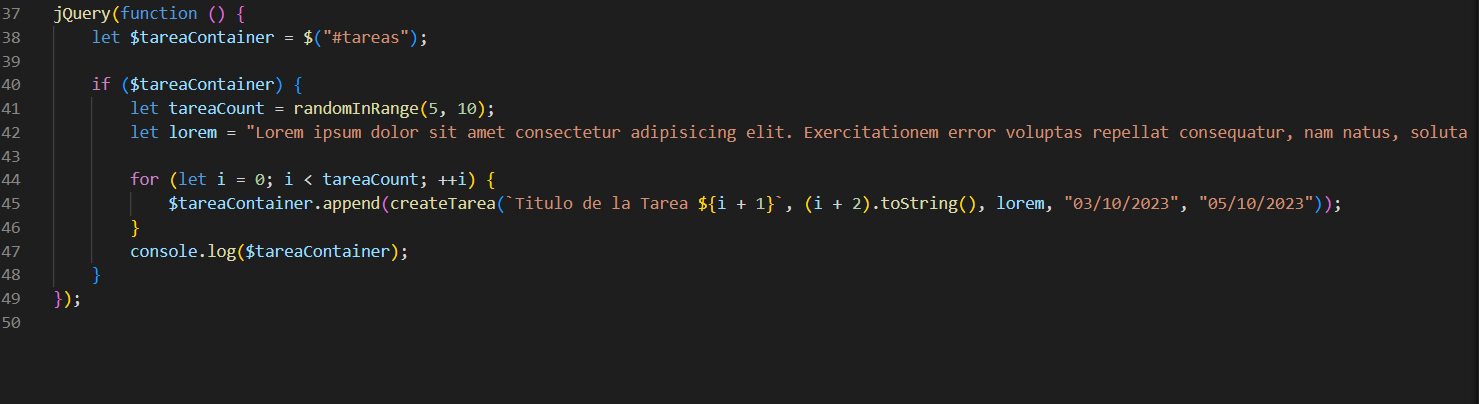 37 jQuery(function () {
38     let $tareaContainer = $("#tareas");
39
40     if ($tareaContainer) {
41         let tareaCount = randomInRange(5, 10);
42         let lorem = "Lorem ipsum dolor sit amet consectetur adipisicing elit. Exercitationem error voluptas repellat consequatur, nam natus, soluta
43
44         for (let i = 0; i < tareaCount; ++i) {
45             $tareaContainer.append(createTarea(`Titulo de la Tarea ${i + 1}`, (i + 2).toString(), lorem, "03/10/2023", "05/10/2023"));
46         }
47         console.log($tareaContainer);
48     }
49 });
50